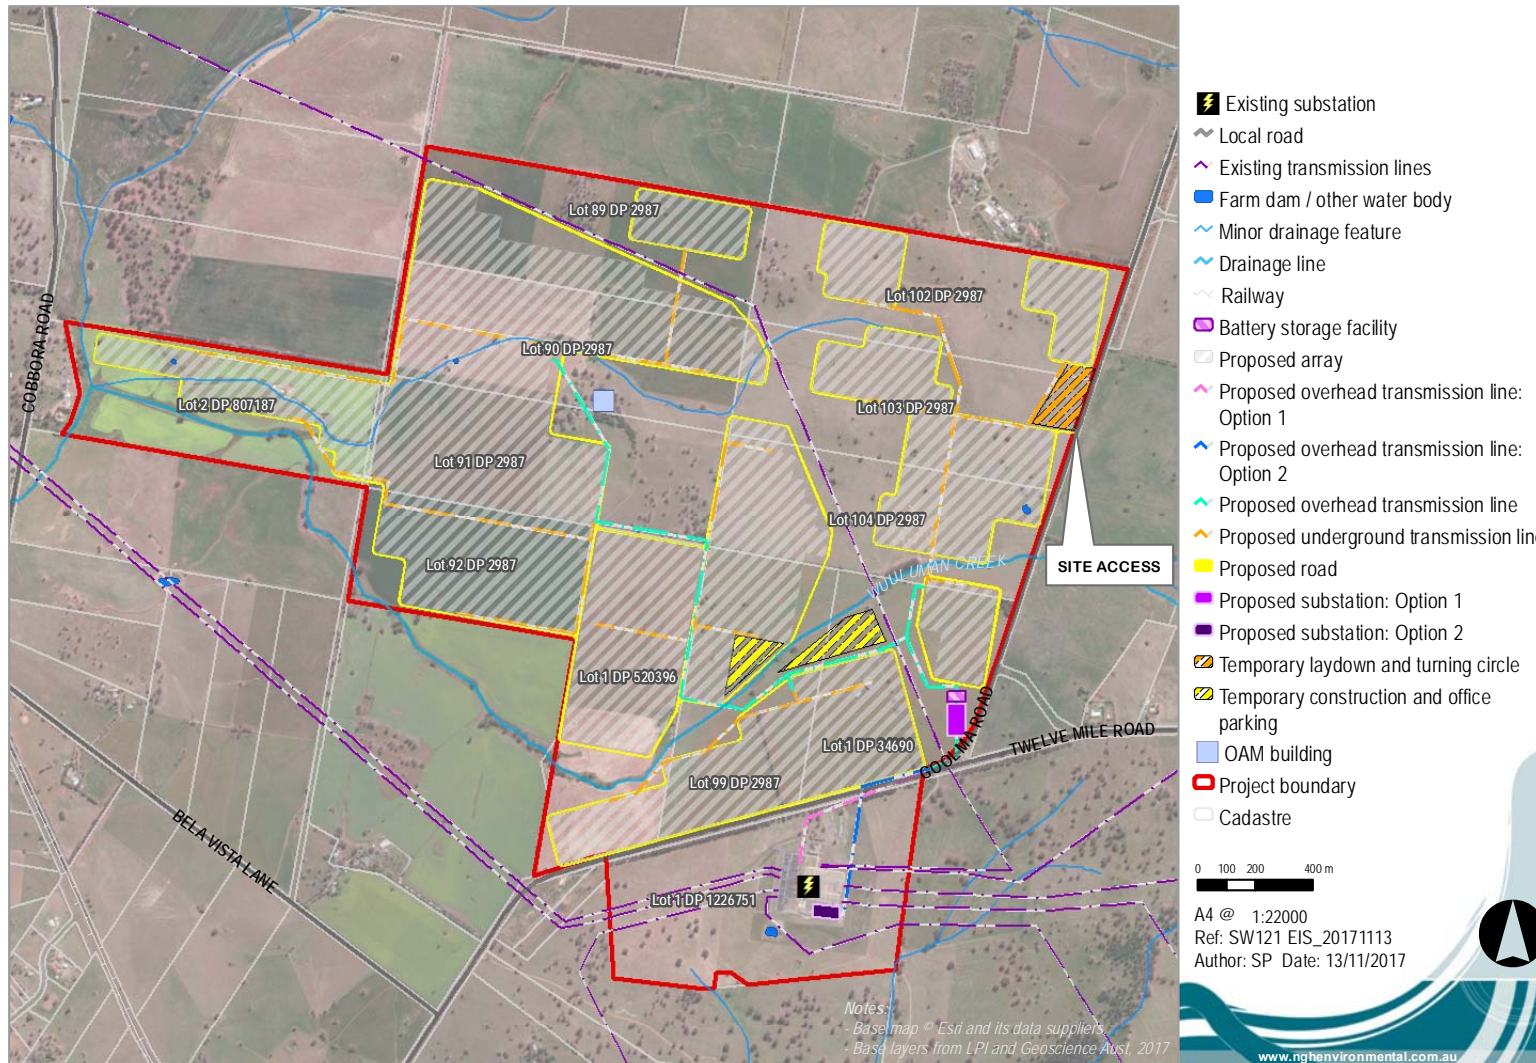 Lot 89 DP 2987
Lot 102 DP 2987
Lot 90 DP 2987
COBBORA ROAD
Lot 2 DP 807187
Lot 103 DP 2987
Lot 91 DP 2987
Lot 104 DP 2987
Lot 92 DP 2987
WUULUMAN CREEK
SITE ACCESS
Lot 1 DP 520396
GOOLMA ROAD
TWELVE MILE ROAD
Lot 1 DP 34690
Lot 99 DP 2987
BELA VISTA LANE
Lot 1 DP 1226751
Notes:
- Base map © Esri and its data suppliers,
- Base layers from LPI and Geoscience Aust, 2017
Existing substation
Local road
Existing transmission lines
Farm dam / other water body
Minor drainage feature
Drainage line
Railway
Battery storage facility
Proposed array
Proposed overhead transmission line:
Option 1
Proposed overhead transmission line:
Option 2
Proposed overhead transmission line
Proposed underground transmission lin
Proposed road
Proposed substation: Option 1
Proposed substation: Option 2
Temporary laydown and turning circle
Temporary construction and office
parking
OAM building
Project boundary
Cadastre
0 100 200 400 m
A4 @ 1:22000
Ref: SW121 EIS_20171113
Author: SP Date: 13/11/2017
www.nghenvironmental.com.au